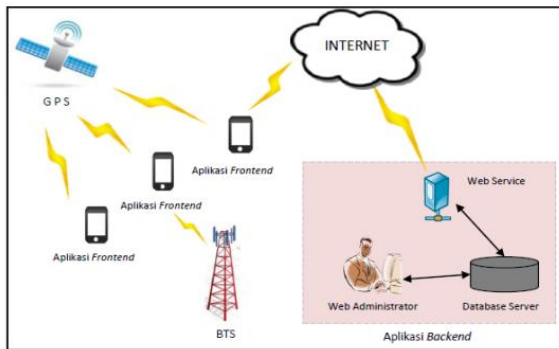 INTERNET
G P S
Aplikasi Frontend
Aplikasi Frontend
Aplikasi Frontend
BTS
Web Service
Web Administrator
Database Server
Aplikasi Backend